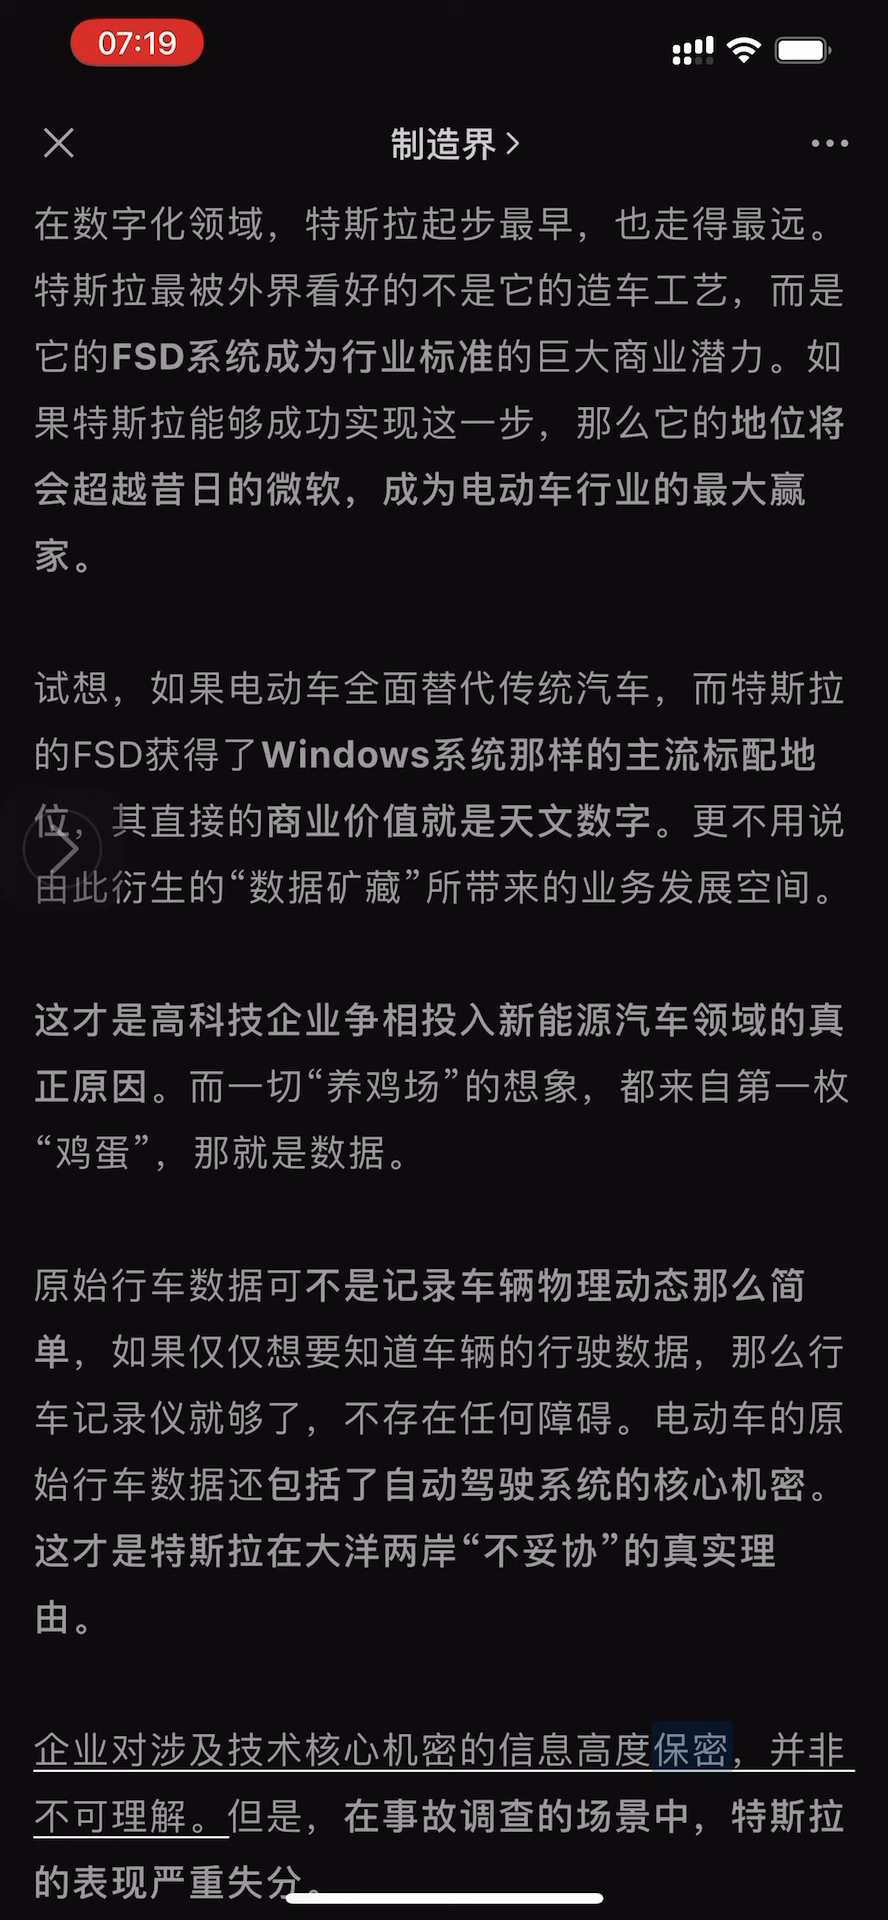 07:19
制造界
在数字化领域，特斯拉起步最早，也走得最远。
特斯拉最被外界看好的不是它的造车工艺，而是
它的FSD系统成为行业标准的巨大商业潜力。如
果特斯拉能够成功实现这一步，那么它的地位将
会超越昔日的微软，成为电动车行业的最大赢
家。
试想，如果电动车全面替代传统汽车，而特斯拉
的FSD获得了Windows系统那样的主流标配地
位，其直接的商业价值就是天文数字。更不用说
由此衍生的“数据矿藏”所带来的业务发展空间。
这才是高科技企业争相投入新能源汽车领域的真
正原因。而一切“养鸡场”的想象，都来自第一枚
“鸡蛋”，那就是数据。
原始行车数据可不是记录车辆物理动态那么简
单，如果仅仅想要知道车辆的行驶数据，那么行
车记录仪就够了，不存在任何障碍。电动车的原
始行车数据还包括了自动驾驶系统的核心机密。
这才是特斯拉在大洋两岸“不妥协”的真实理
由。
企业对涉及技术核心机密的信息高度保密，并非
不可理解。但是，在事故调查的场景中，特斯拉
的表现严重失分。